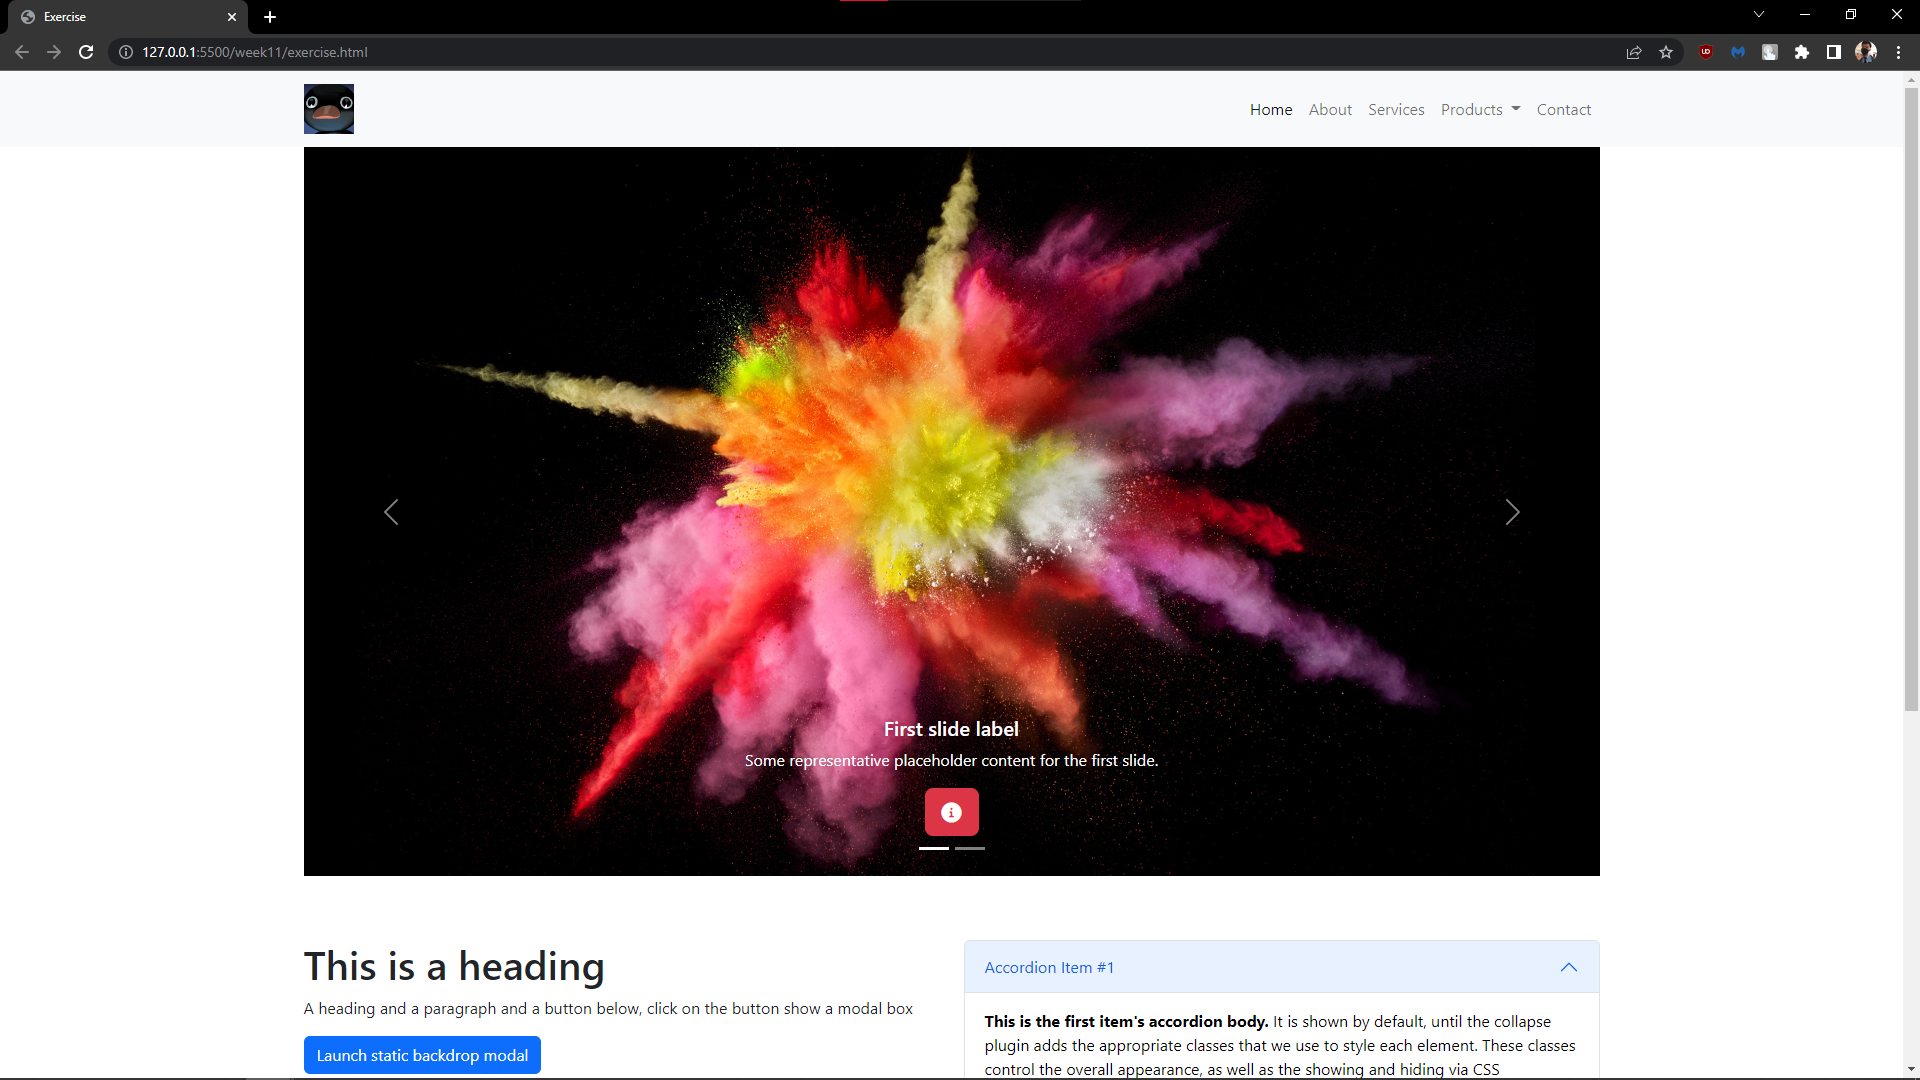 Exercise
127.0.0.1:5500/week11/exercise.html
Home About Services Products Contact
First slide label
Some representative placeholder content for the first slide.
This is a heading
A heading and a paragraph and a button below, click on the button show a modal box
Launch static backdrop modal
Accordion Item #1
This is the first item's accordion body. It is shown by default, until the collapse
plugin adds the appropriate classes that we use to style each element. These classes
control the overall appearance, as well as the showing and hiding via CSS